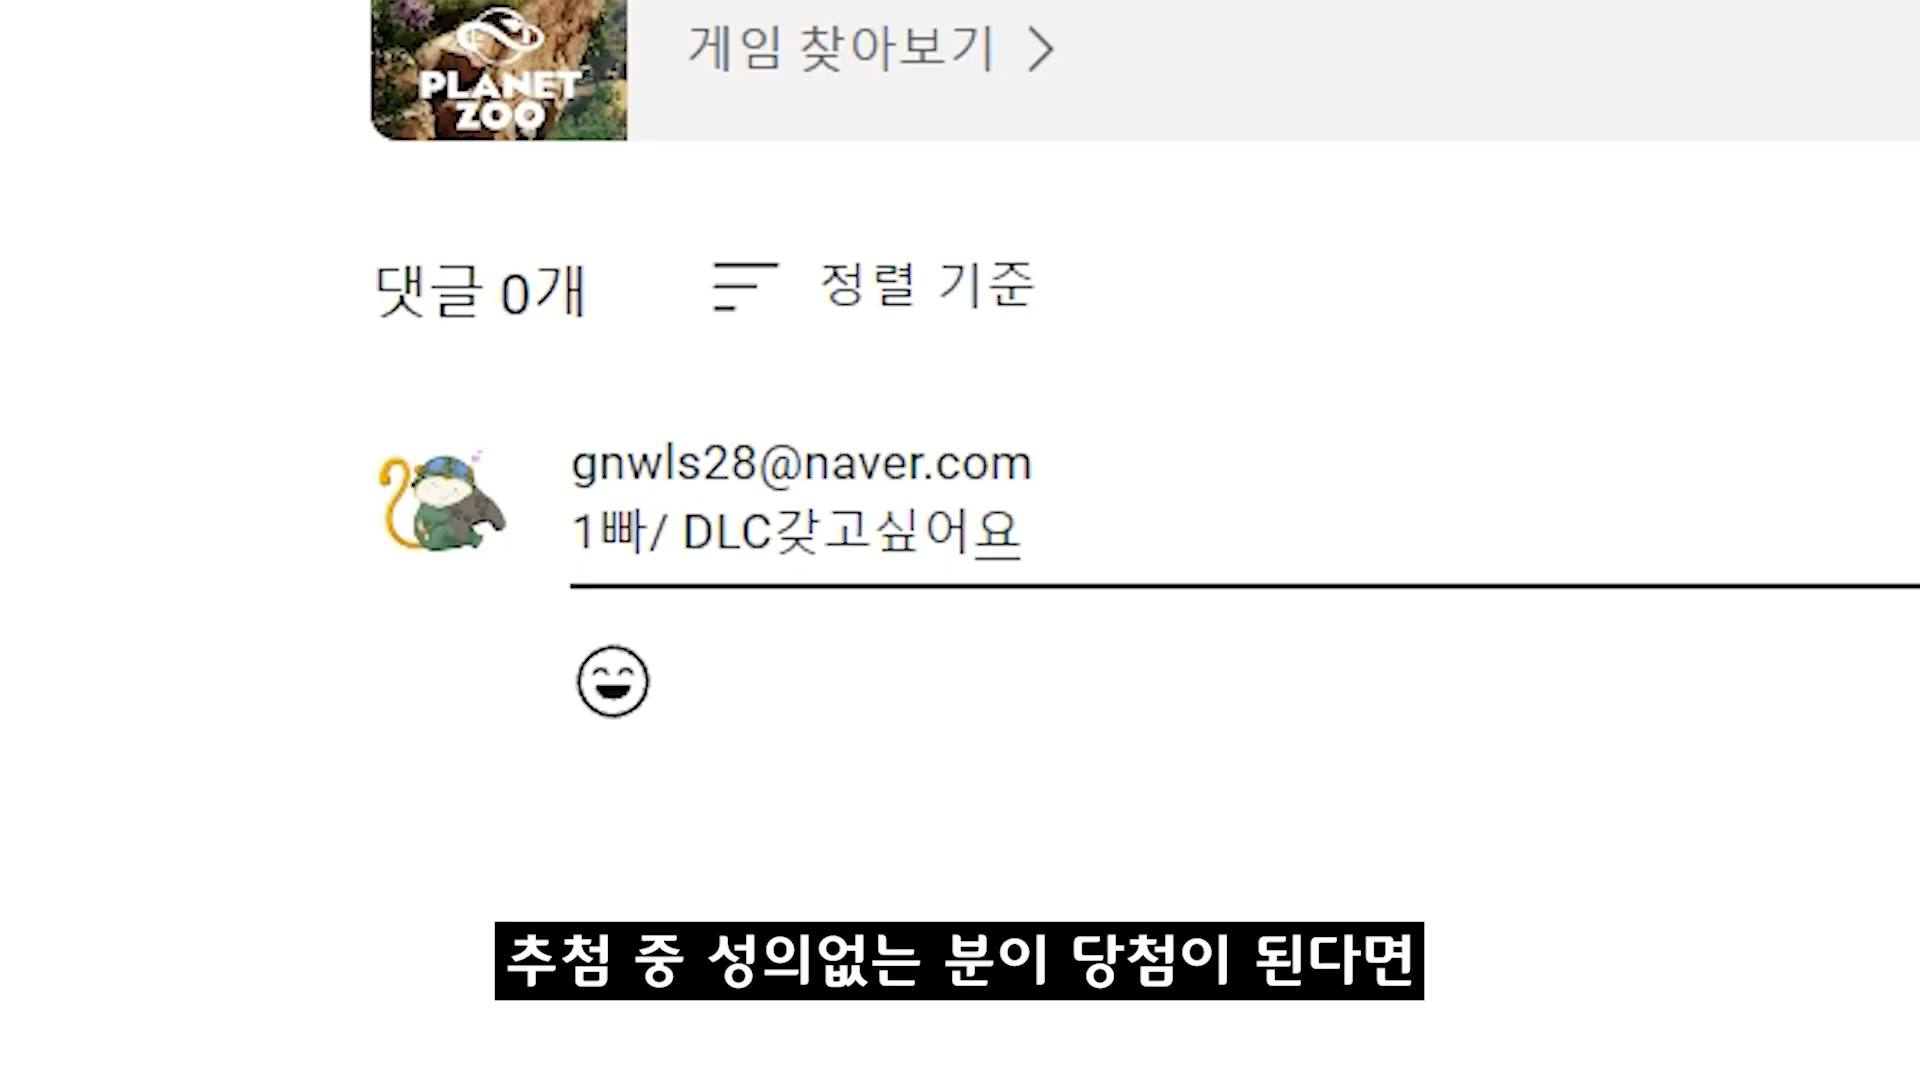 PLANET
ZOO
게임 찾아보기
댓글 0개
정렬 기준
gnwls28@naver.com
1빠/ DLC갖고싶어요
추첨 중 성의없는 분이 당첨이 된다면